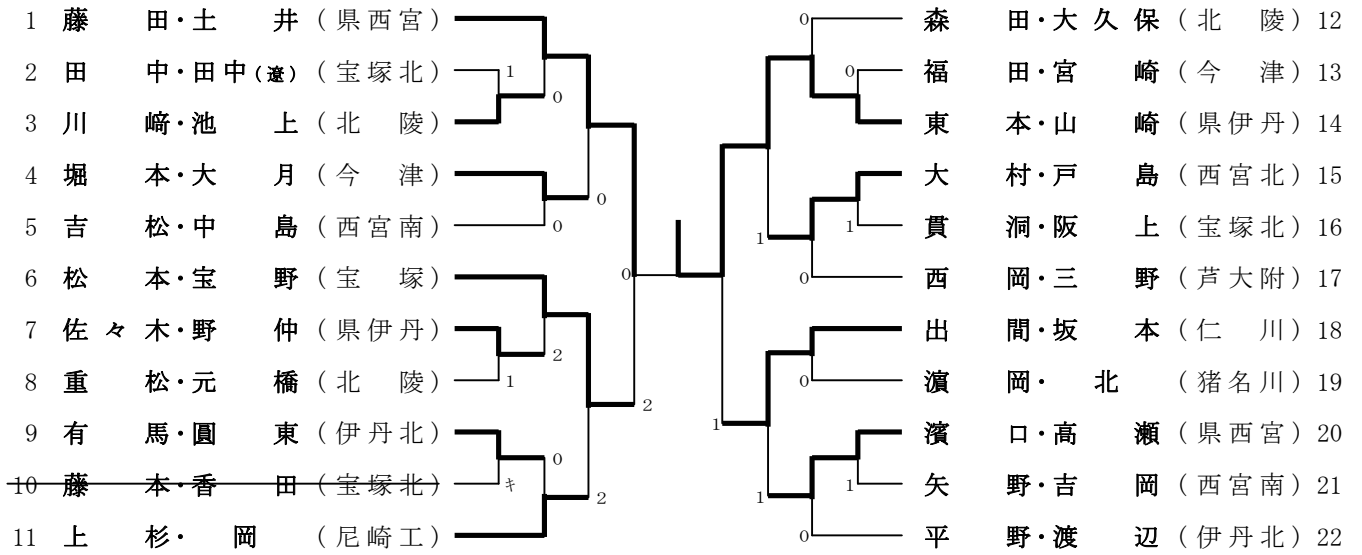 1 藤 田・土 井 (県西宮)
2 田 中・田中(遼) (宝塚北)
3 川 﨑・池 上 (北 陵)
4 堀 本・大 月 (今 津)
5 吉 松・中 島 (西宮南)
6 松 本・宝 野 (宝 塚)
7 佐々木・野 仲 (県伊丹)
8 重 松・元 橋 (北 陵)
9 有 馬・圓 東 (伊丹北)
10 藤 本・香 田 (宝塚北)
11 上 杉・ 岡 (尼崎工)
1
0
0
0
2
1
0
キ
2
2
0
0
0
1
1
0
0
1
1
1
0
森 田・大久保 (北 陵) 12
福 田・宮 崎 (今 津) 13
東 本・山 崎 (県伊丹) 14
大 村・戸 島 (西宮北) 15
貫 洞・阪 上 (宝塚北) 16
西 岡・三 野 (芦大附) 17
出 間・坂 本 (仁 川) 18
濵 岡・ 北 (猪名川) 19
濱 口・高 瀬 (県西宮) 20
矢 野・吉 岡 (西宮南) 21
平 野・渡 辺 (伊丹北) 22